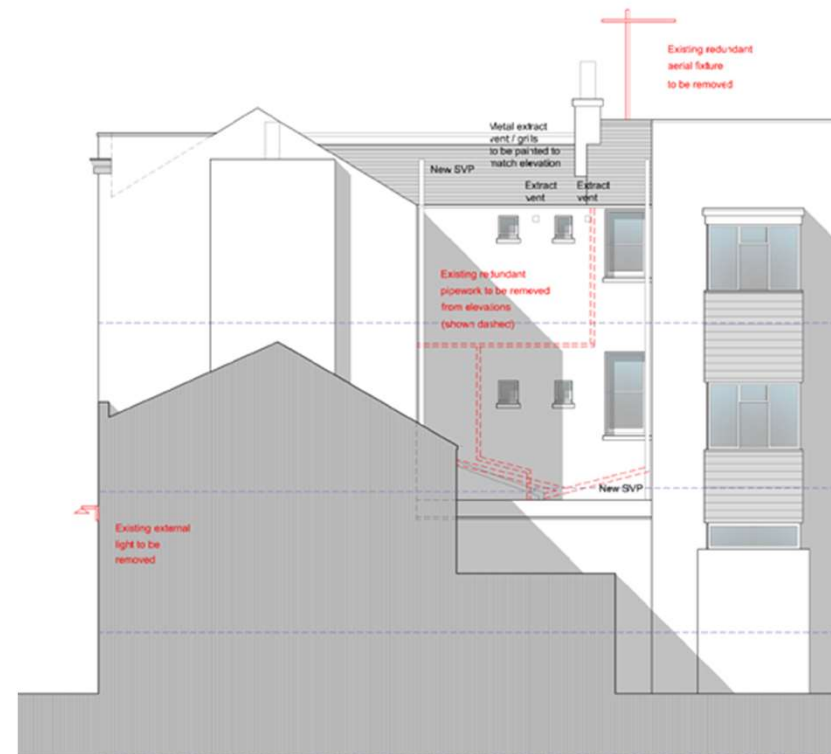 Existing redundant
aerial fixture
to be removed
Metal extract
vent / grills
to be painted to
match elevation
New SVP
Extract
vent
Extract
vent
Existing redundant
pipework to be removed
from elevations
(shown dashed)
New SVP
Existing external
light to be
removed